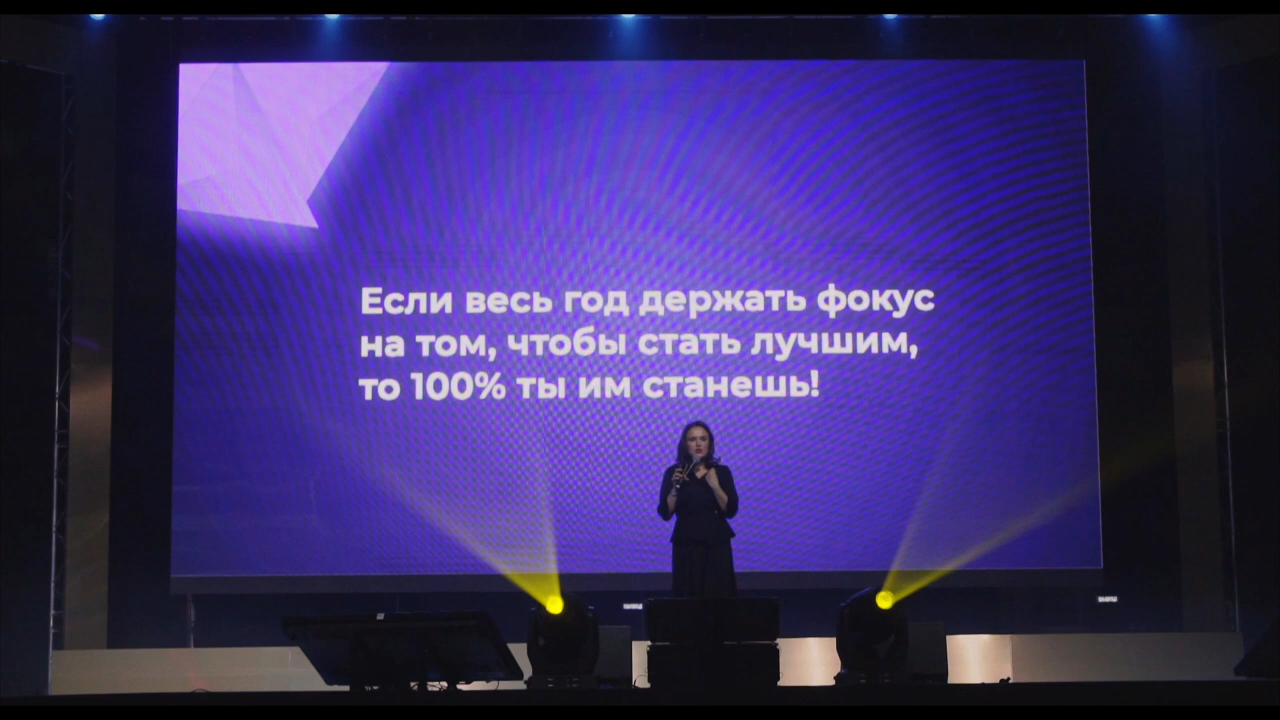 Если весь год держать фокус
на том, чтобы стать лучшим,
то 100% ты им станешь!